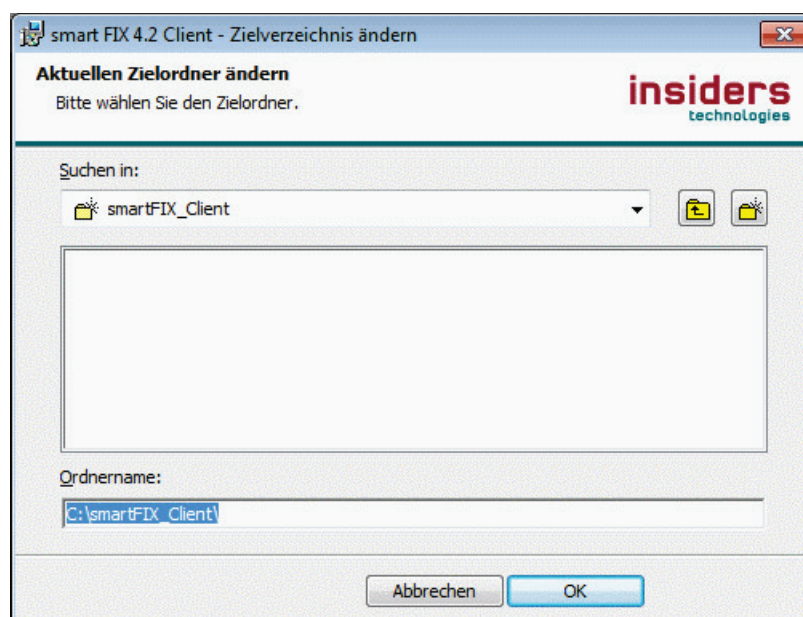 smart FIX 4.2 Client - Zielverzeichnis ändern
Aktuellen Zielordner ändern
Bitte wählen Sie den Zielordner.
insiders
technologies
Suchen in:
smartFIX_Client
Ordnername:
C:\smartFIX_Client\
Abbrechen
OK